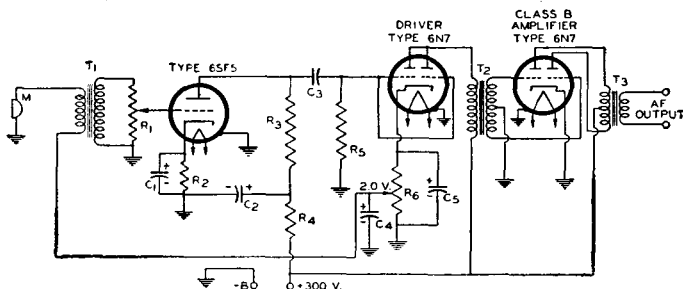 DRIVER
TYPE 6N7
CLASS B
AMPLIFIER
TYPE 6N7
T1
TYPE 6SF5
C3
T2
T3
M
R1
R3
R5
AF
OUTPUT
C1
R2
C2
2.0 V.
R6
C5
C4
R4
-B
+300 V.